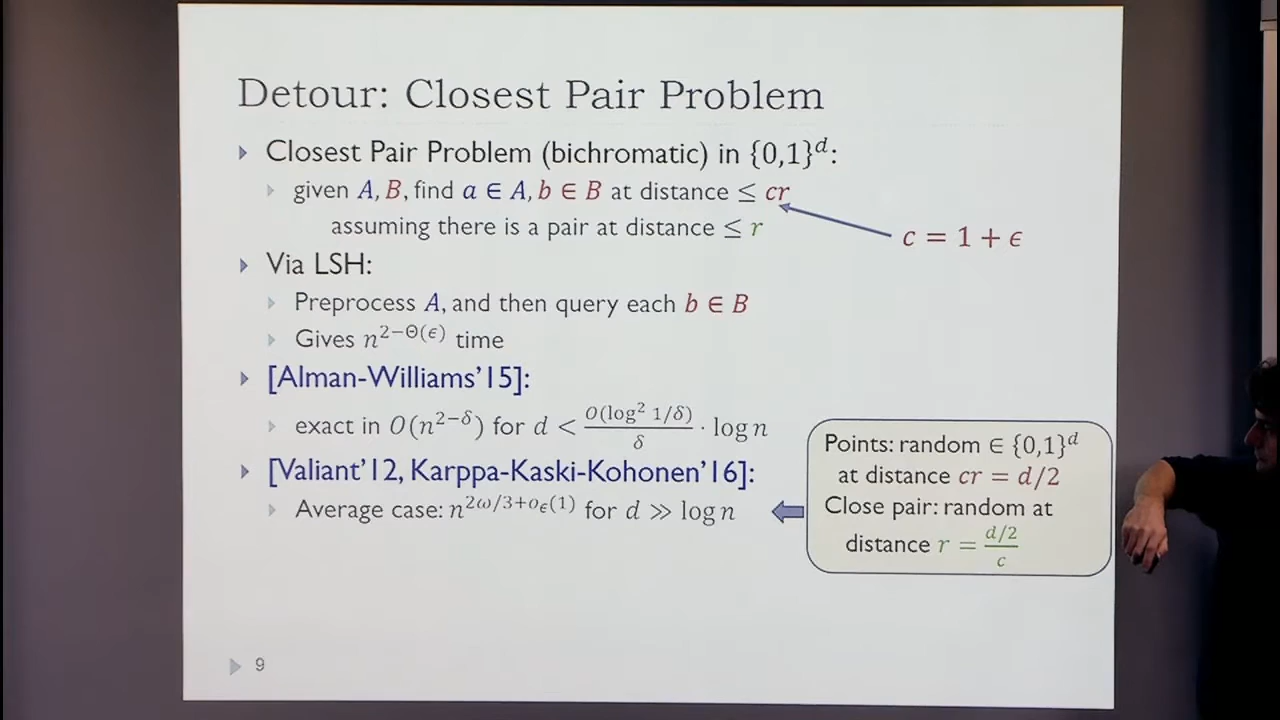 Detour: Closest Pair Problem
Closest Pair Problem (bichromatic) in {0,1}^d:
given A, B, find a ∈ A, b ∈ B at distance ≤ cr
assuming there is a pair at distance ≤ r
c = 1 + ϵ
Via LSH:
Preprocess A, and then query each b ∈ B
Gives n^{2−Θ(ϵ)} time
[Alman-Williams'15]:
exact in O(n^{2−δ}) for d < \frac{O(log^2 1/δ)}{δ} · log n
[Valiant'12, Karppa-Kaski-Kohonen'16]:
Average case: n^{2ω/3+o_ϵ(1)} for d ≫ log n
Points: random ∈ {0,1}^d
at distance cr = d/2
Close pair: random at
distance r = \frac{d/2}{c}
9